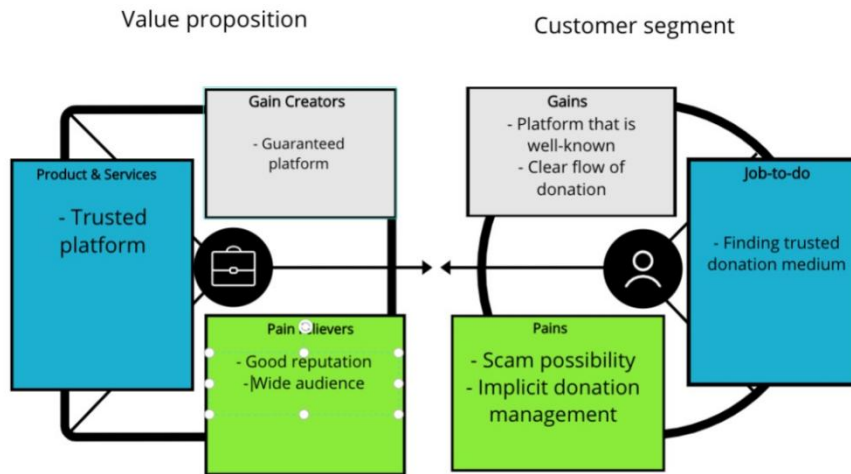 Value proposition
Customer segment
Gain Creators
- Guaranteed
platform
Product & Services
- Trusted
platform
- Good reputation
- Wide audience
Gains
- Platform that is
well-known
- Clear flow of
donation
Job-to-do
- Finding trusted
donation medium
Pains
- Scam possibility
- Implicit donation
management